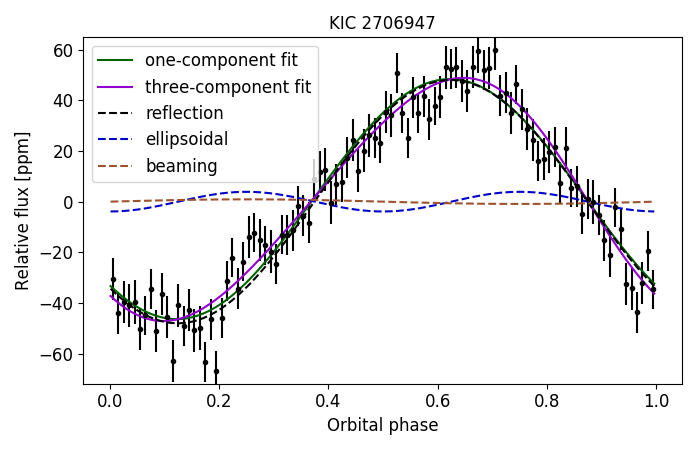 KIC 2706947
one-component fit
three-component fit
reflection
ellipsoidal
beaming
Relative flux [ppm]
60
40
20
0
−20
−40
−60
0.0 0.2 0.4 0.6 0.8 1.0
Orbital phase